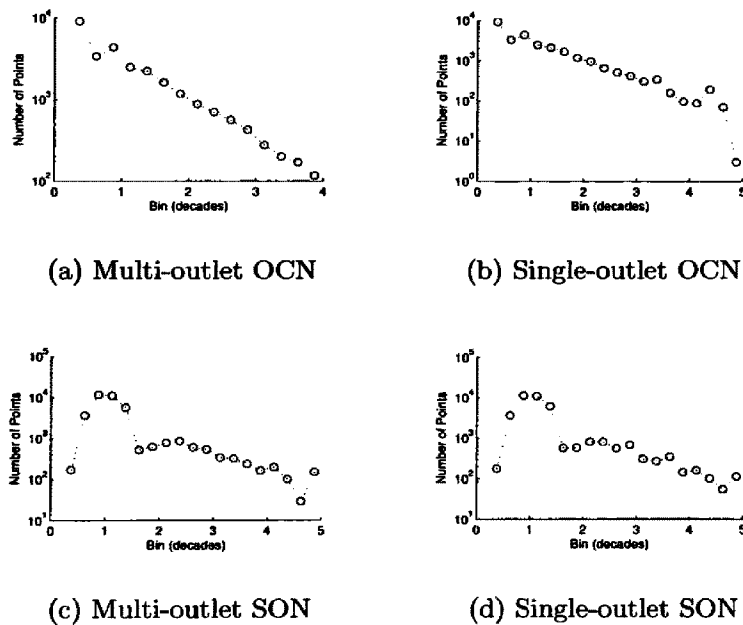 10^4
10^3
10^2
Number of Points
0 1 2 3 4
Bin (decades)
(a) Multi-outlet OCN
10^4
10^3
10^2
10^1
10^0
Number of Points
0 1 2 3 4 5
Bin (decades)
(b) Single-outlet OCN
10^5
10^4
10^3
10^2
10^1
Number of Points
0 1 2 3 4 5
Bin (decades)
(c) Multi-outlet SON
10^5
10^4
10^3
10^2
10^1
Number of Points
0 1 2 3 4 5
Bin (decades)
(d) Single-outlet SON